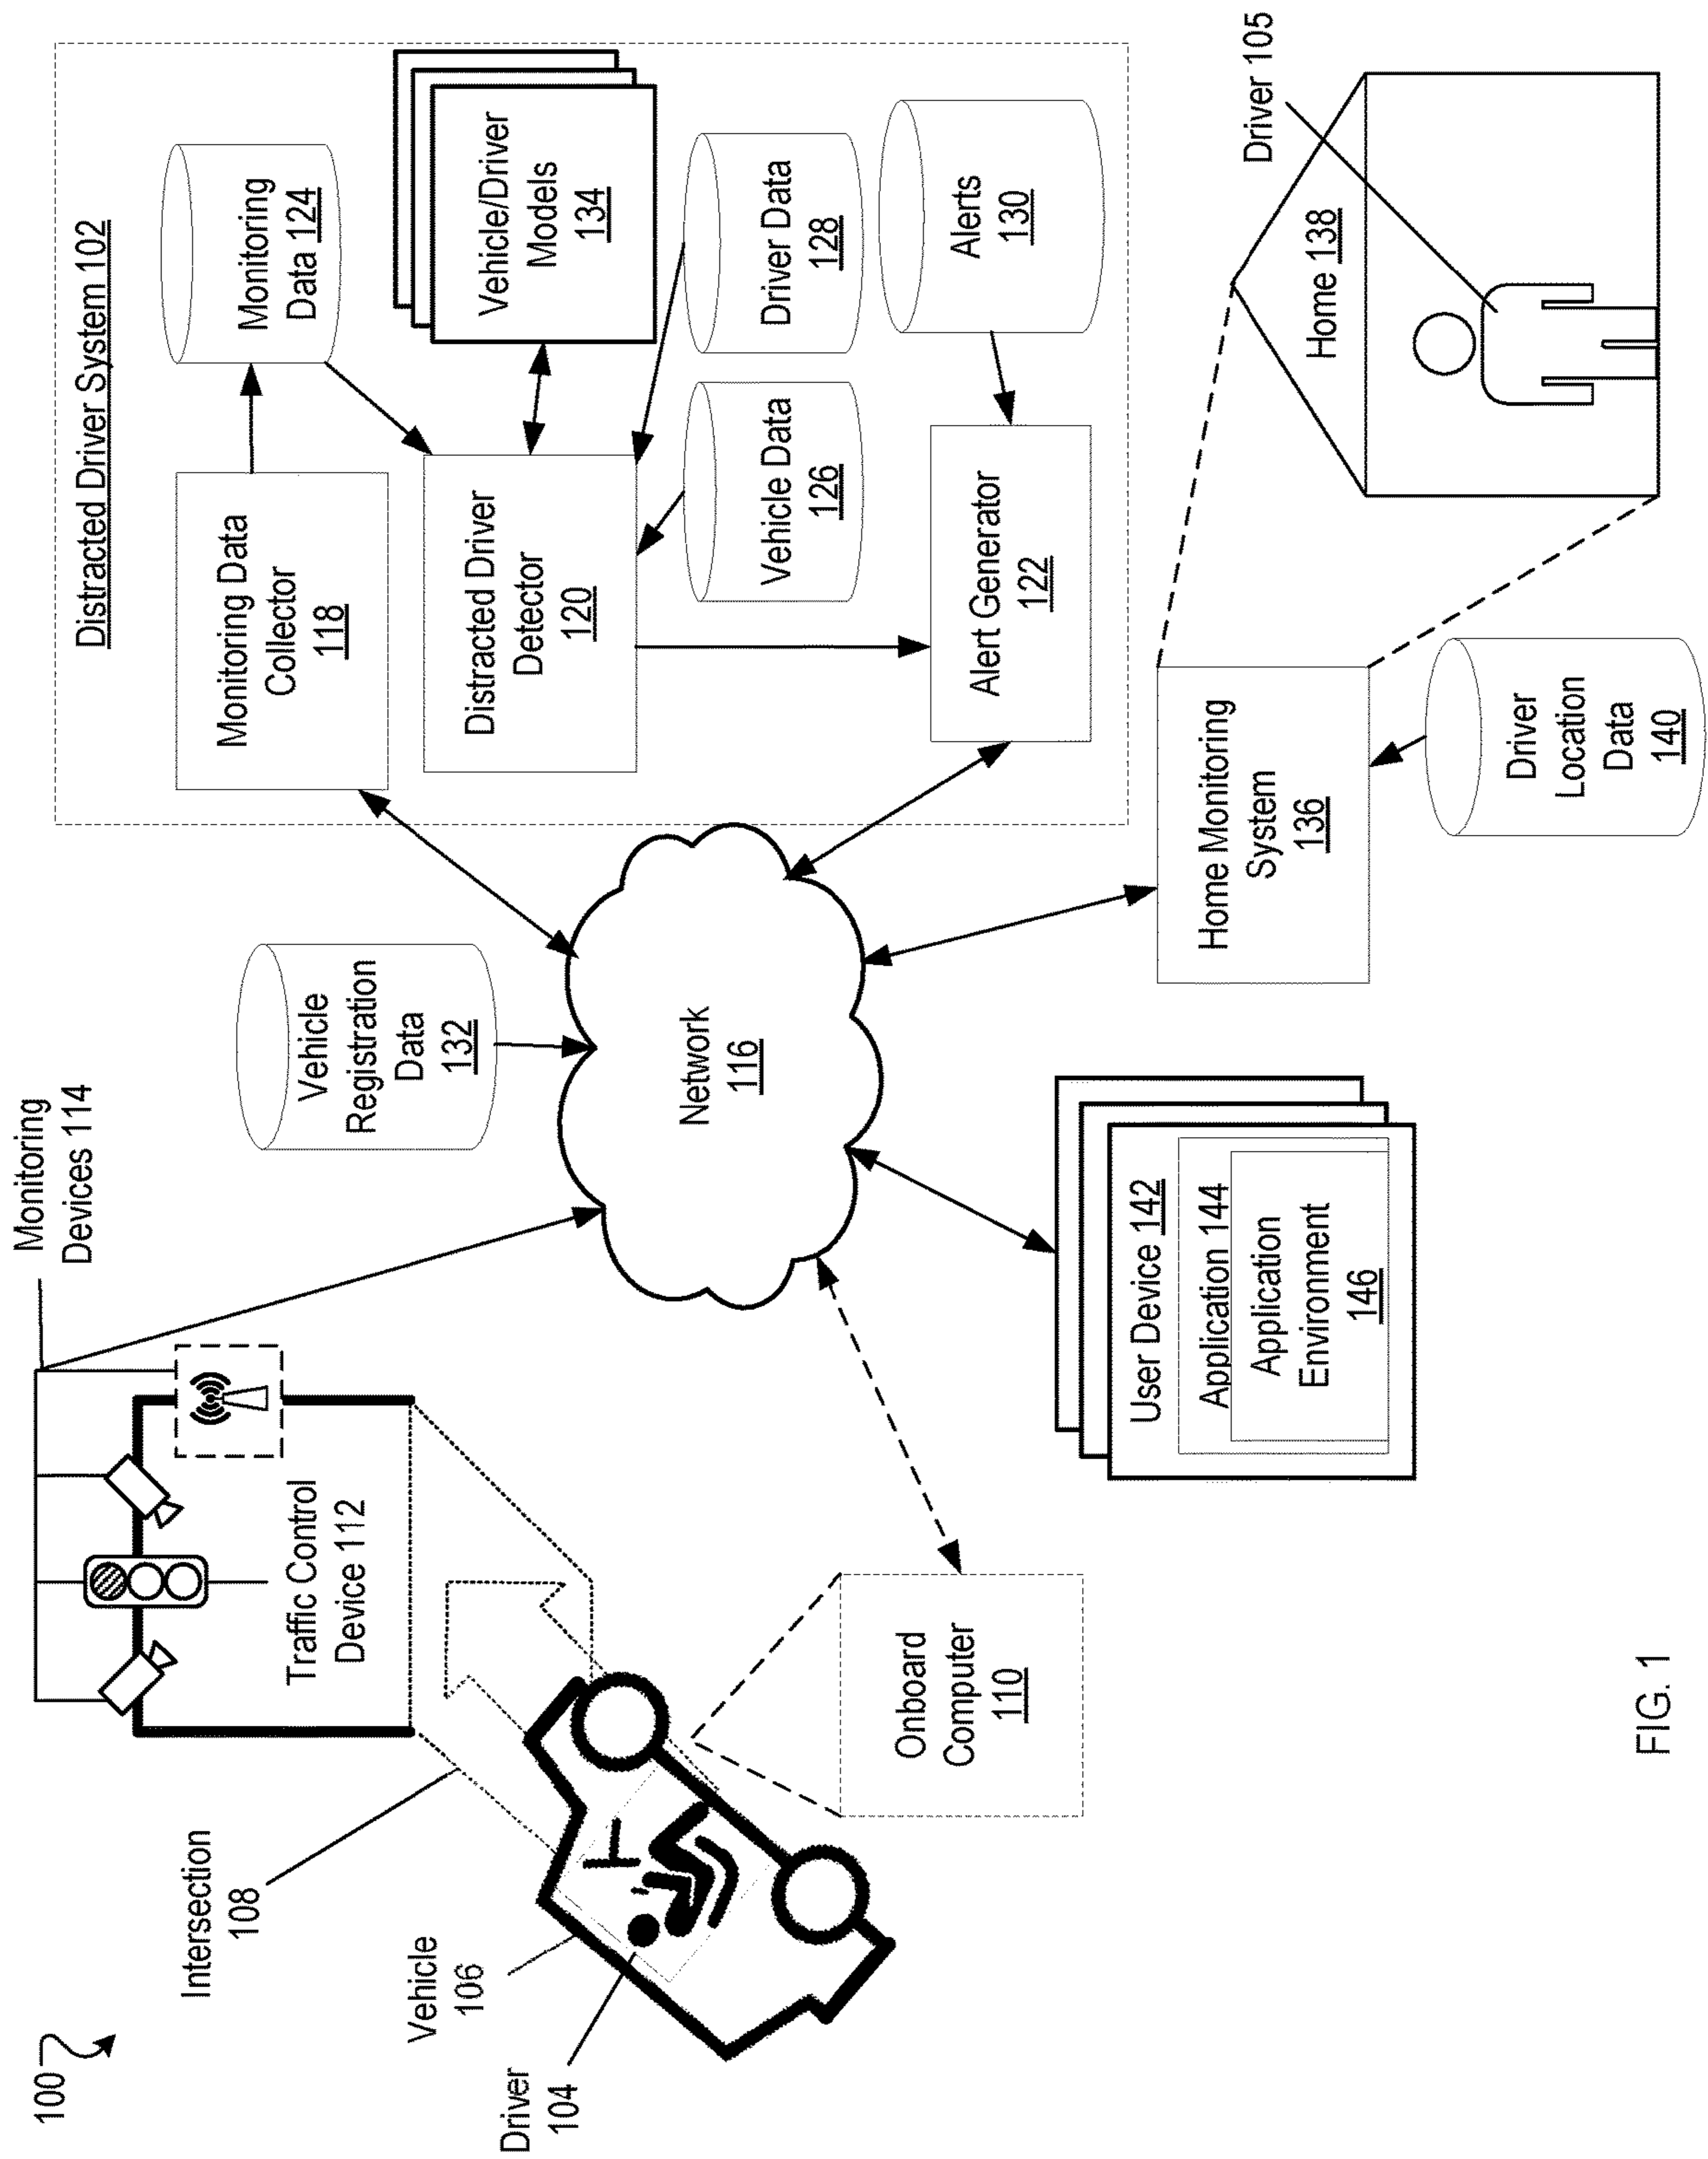 100
Monitoring
Devices 114
Distracted Driver System 102
Intersection
108
Traffic Control
Device 112
Vehicle
Registration
Data
132
Monitoring Data
Collector
118
Monitoring
Data 124
Vehicle
106
Driver
104
Distracted Driver
Detector
120
Vehicle/Driver
Models
134
Network
116
Vehicle Data
126
Driver Data
128
Onboard
Computer
110
Alert Generator
122
Alerts
130
User Device 142
Application 144
Application
Environment
146
Home Monitoring
System
136
Driver
Location
Data
140
Home 138
Driver 105
FIG. 1